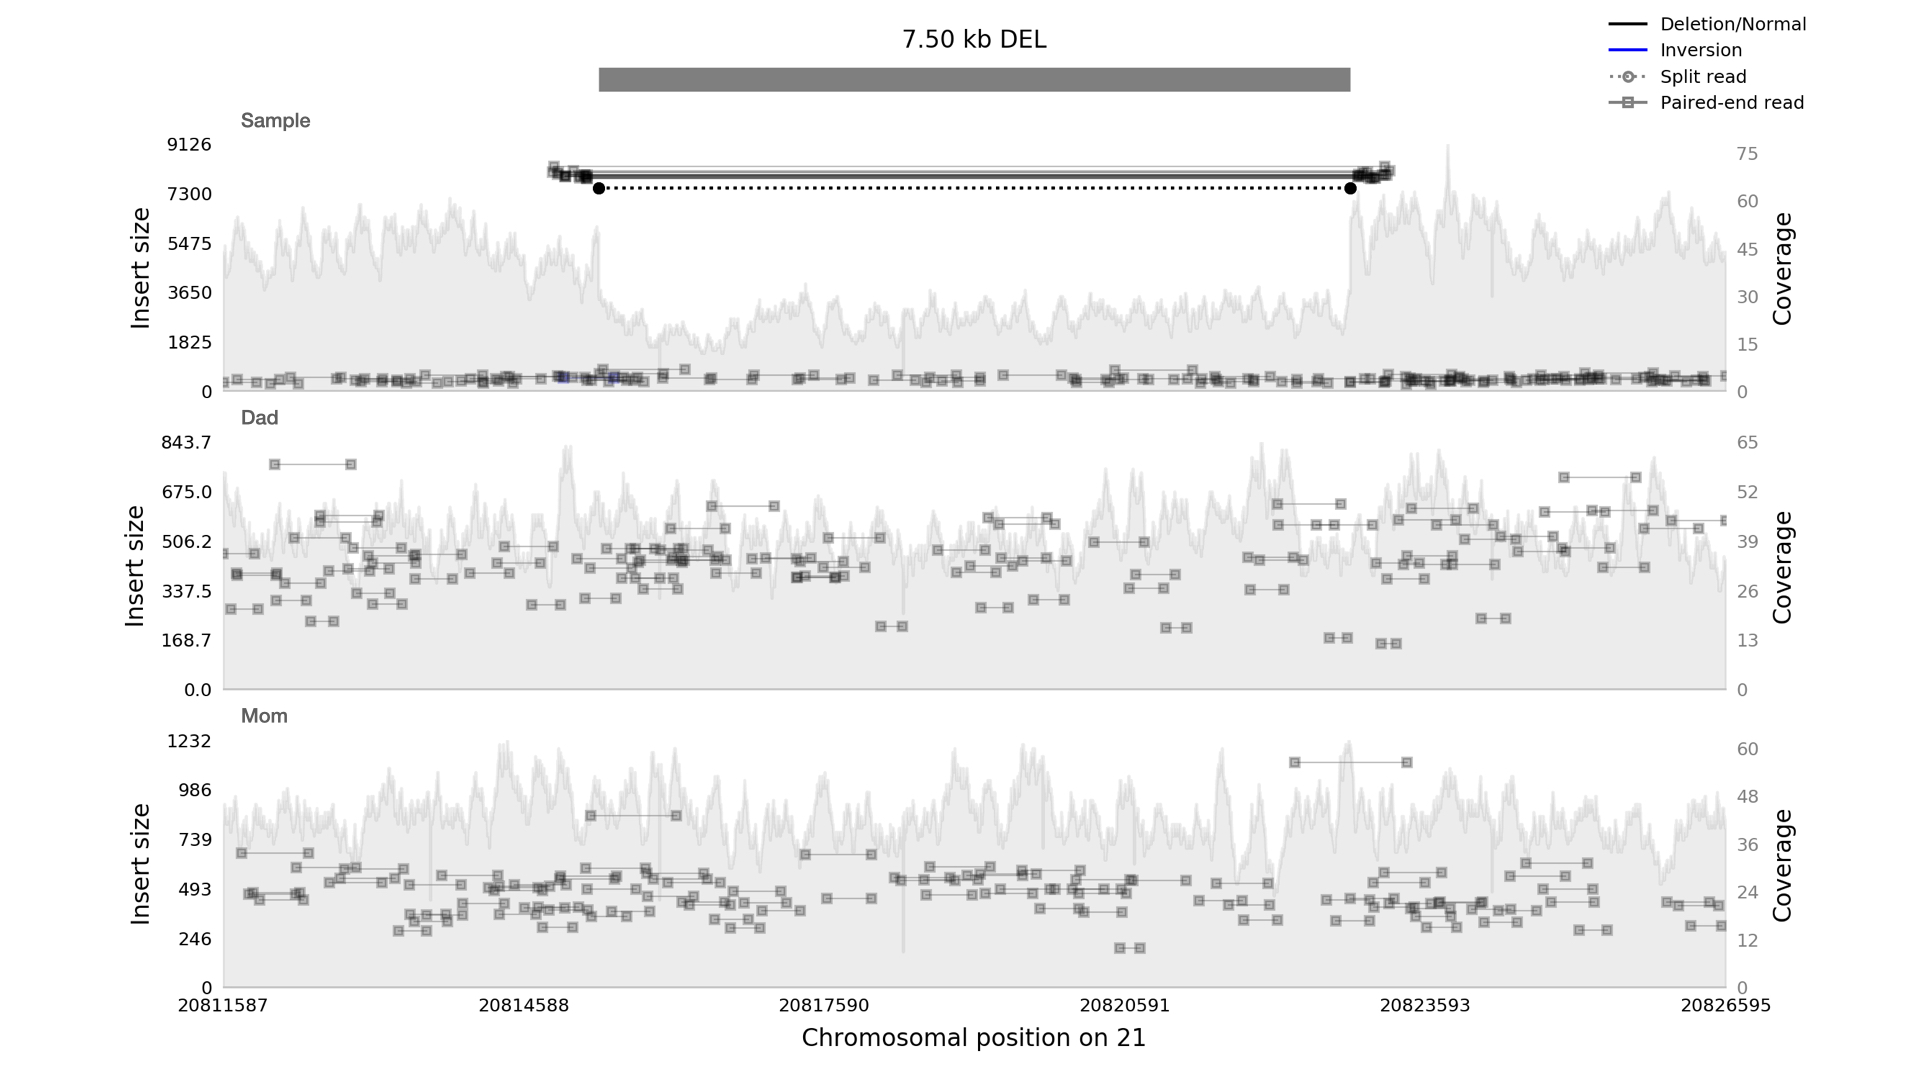 7.50 kb DEL
Deletion/Normal
Inversion
Split read
Paired-end read
Sample
9126
7300
5475
3650
1825
0
Insert size
75
60
45
30
15
0
Coverage
Dad
843.7
675.0
506.2
337.5
168.7
0.0
Insert size
65
52
39
26
13
0
Coverage
Mom
1232
986
739
493
246
0
Insert size
60
48
36
24
12
0
Coverage
20811587 20814588 20817590 20820591 20823593 20826595
Chromosomal position on 21